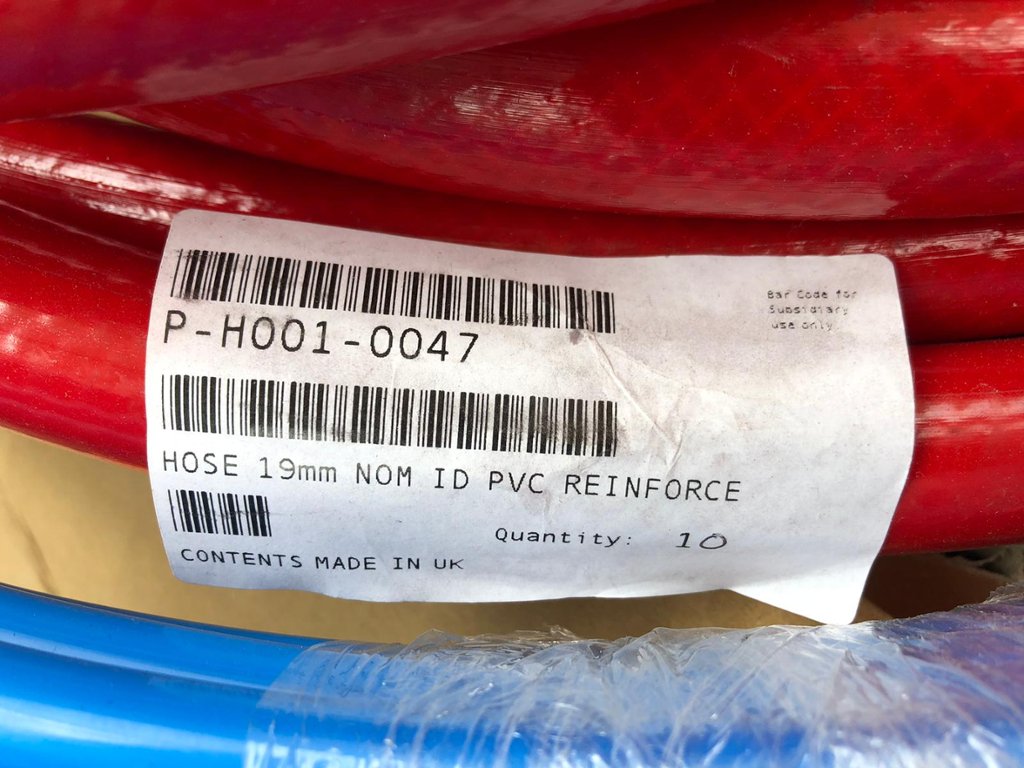 Bar Code for
Subsidiary
use only.
P-H001-0047
HOSE 19mm NOM ID PVC REINFORCE
Quantity: 10
CONTENTS MADE IN UK